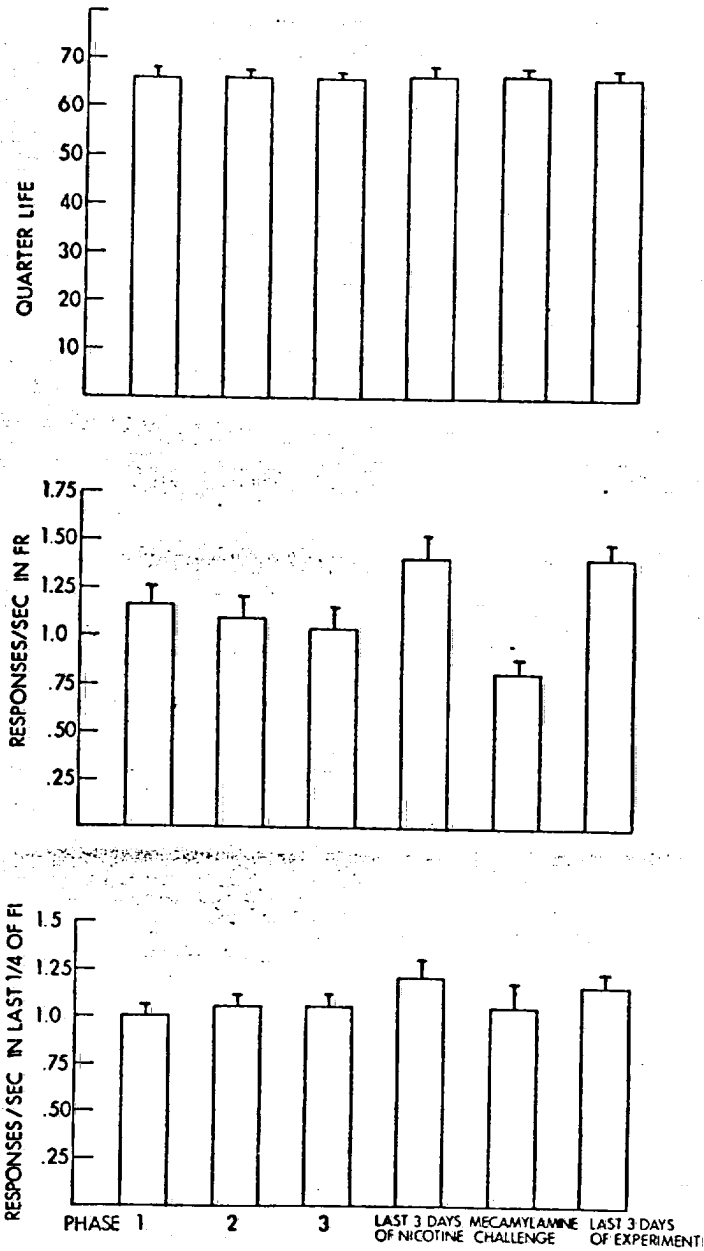 70
60
50
40
30
20
10
QUARTER LIFE
1.75
1.50
1.25
1.0
.75
.50
.25
RESPONSES/SEC IN FR
1.5
1.25
1.0
.75
.50
.25
RESPONSES/SEC IN LAST 1/4 OF FI
PHASE 1 2 3
LAST 3 DAYS OF NICOTINE
MECAMYLAMINE CHALLENGE
LAST 3 DAYS OF EXPERIMENT